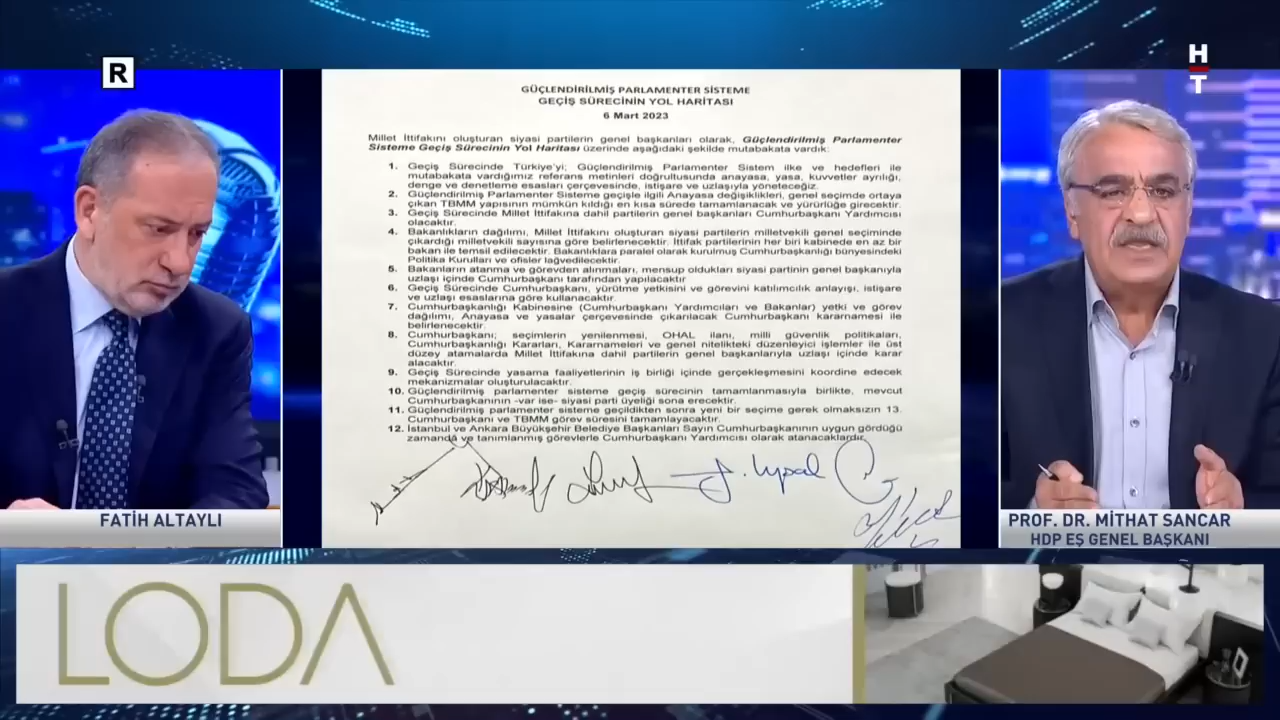 R
H
T
GÜÇLENDİRİLMİŞ PARLAMENTER SİSTEME
GEÇİŞ SÜRECİNİN YOL HARİTASI
6 Mart 2023
Millet İttifakını oluşturan siyasi partilerin genel başkanları olarak, Güçlendirilmiş Parlamenter
Sisteme Geçiş Sürecinin Yol Haritası üzerinde aşağıdaki şekilde mutabakata vardık:
1. Geçiş Sürecinde Türkiye'yi; Güçlendirilmiş Parlamenter Sistem ilke ve hedefleri ile
mutabakata vardığımız referans metinleri doğrultusunda anayasa, yasa, kuvvetler ayrılığı,
denge ve denetleme esasları çerçevesinde, istişare ve uzlaşıyla yöneteceğiz.
2. Güçlendirilmiş Parlamenter Sisteme geçişle ilgili Anayasa değişiklikleri, genel seçimde ortaya
çıkan TBMM yapısının mümkün kıldığı en kısa sürede tamamlanacak ve yürürlüğe girecektir.
3. Geçiş Sürecinde Millet İttifakına dahil partilerin genel başkanları Cumhurbaşkanı Yardımcısı
olacaktır.
4. Bakanlıkların dağılımı, Millet İttifakını oluşturan siyasi partilerin milletvekili genel seçiminde
çıkardığı milletvekili sayısına göre belirlenecektir. İttifak partilerinin her biri kabinede en az bir
bakan ile temsil edilecektir. Bakanlıklara paralel olarak kurulmuş Cumhurbaşkanlığı bünyesindeki
Politika Kurulları ve ofisler lağvedilecektir.
5. Bakanların atanma ve görevden alınmaları, mensup oldukları siyasi partinin genel başkanıyla
uzlaşı içinde Cumhurbaşkanı tarafından yapılacaktır
6. Geçiş Sürecinde Cumhurbaşkanı, yürütme yetkisini ve görevini katılımcılık anlayışı, istişare
ve uzlaşı esaslarına göre kullanacaktır.
7. Cumhurbaşkanlığı Kabinesine (Cumhurbaşkanı Yardımcıları ve Bakanlar) yetki ve görev
dağılımı, Anayasa ve yasalar çerçevesinde çıkarılacak Cumhurbaşkanı kararnamesi ile
belirlenecektir.
8. Cumhurbaşkanı; seçimlerin yenilenmesi, OHAL ilanı, milli güvenlik politikaları,
Cumhurbaşkanlığı Kararları, Kararnameleri ve genel nitelikteki düzenleyici işlemler ile üst
düzey atamalarda Millet İttifakına dahil partilerin genel başkanlarıyla uzlaşı içinde karar
alacaktır.
9. Geçiş Sürecinde yasama faaliyetlerinin iş birliği içinde gerçekleşmesini koordine edecek
mekanizmalar oluşturulacaktır.
10. Güçlendirilmiş parlamenter sisteme geçiş sürecinin tamamlanmasıyla birlikte, mevcut
Cumhurbaşkanının -var ise- siyasi parti üyeliği sona erecektir.
11. Güçlendirilmiş parlamenter sisteme geçildikten sonra yeni bir seçime gerek olmaksızın 13.
Cumhurbaşkanı ve TBMM görev süresini tamamlayacaktır.
12. İstanbul ve Ankara Büyükşehir Belediye Başkanları Sayın Cumhurbaşkanının uygun gördüğü
zamanda ve tanımlanmış görevlerle Cumhurbaşkanı Yardımcısı olarak atanacaklardır.
FATİH ALTAYLI
PROF. DR. MİTHAT SANCAR
HDP EŞ GENEL BAŞKANI
LODA